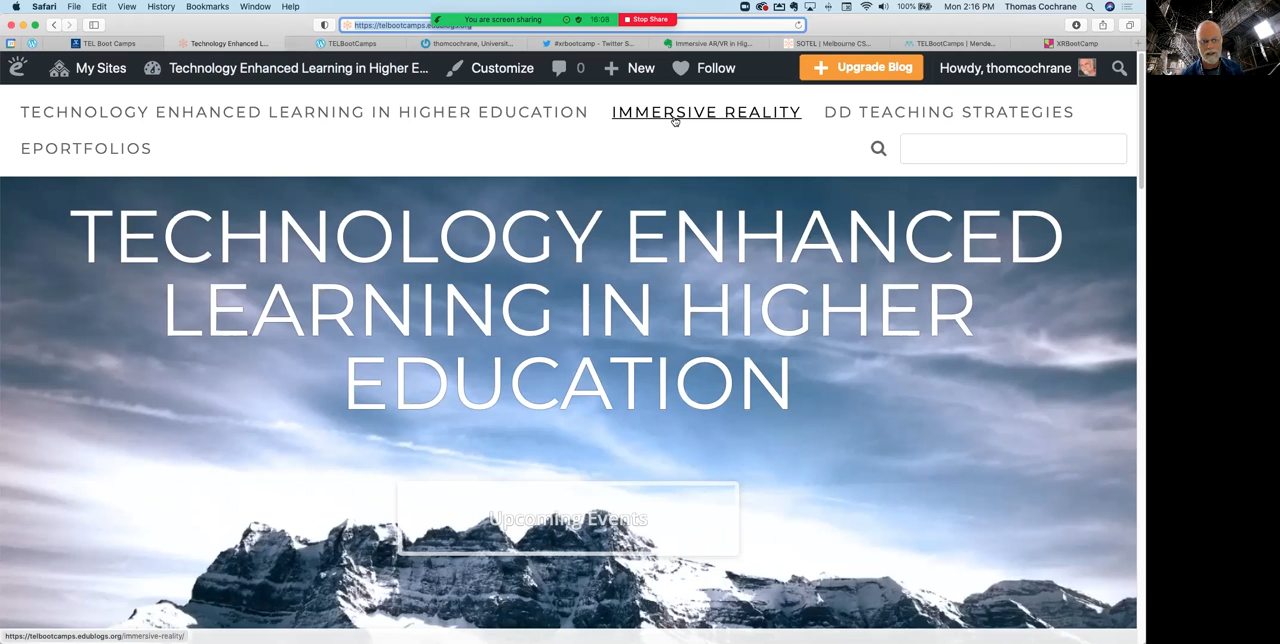 Safari File Edit View History Bookmarks Window Help
100% Mon 2:16 PM Thomas Cochrane
You are screen sharing 16:08 Stop Share
https://telbootcamps.edublogs.org
TEL Boot Camps
Technology Enhanced L...
TELBootCamps
thomcochrane, Universit...
#xrbootcamp - Twitter S...
Immersive AR/VR in Hig...
SOTEL | Melbourne CS...
TELBootCamps | Mende...
XRBootCamp
My Sites Technology Enhanced Learning in Higher E... Customize 0 New Follow Upgrade Blog Howdy, thomcochrane
TECHNOLOGY ENHANCED LEARNING IN HIGHER EDUCATION IMMERSIVE REALITY DD TEACHING STRATEGIES
EPORTFOLIOS
TECHNOLOGY ENHANCED
LEARNING IN HIGHER
EDUCATION
Upcoming Events
https://telbootcamps.edublogs.org/immersive-reality/